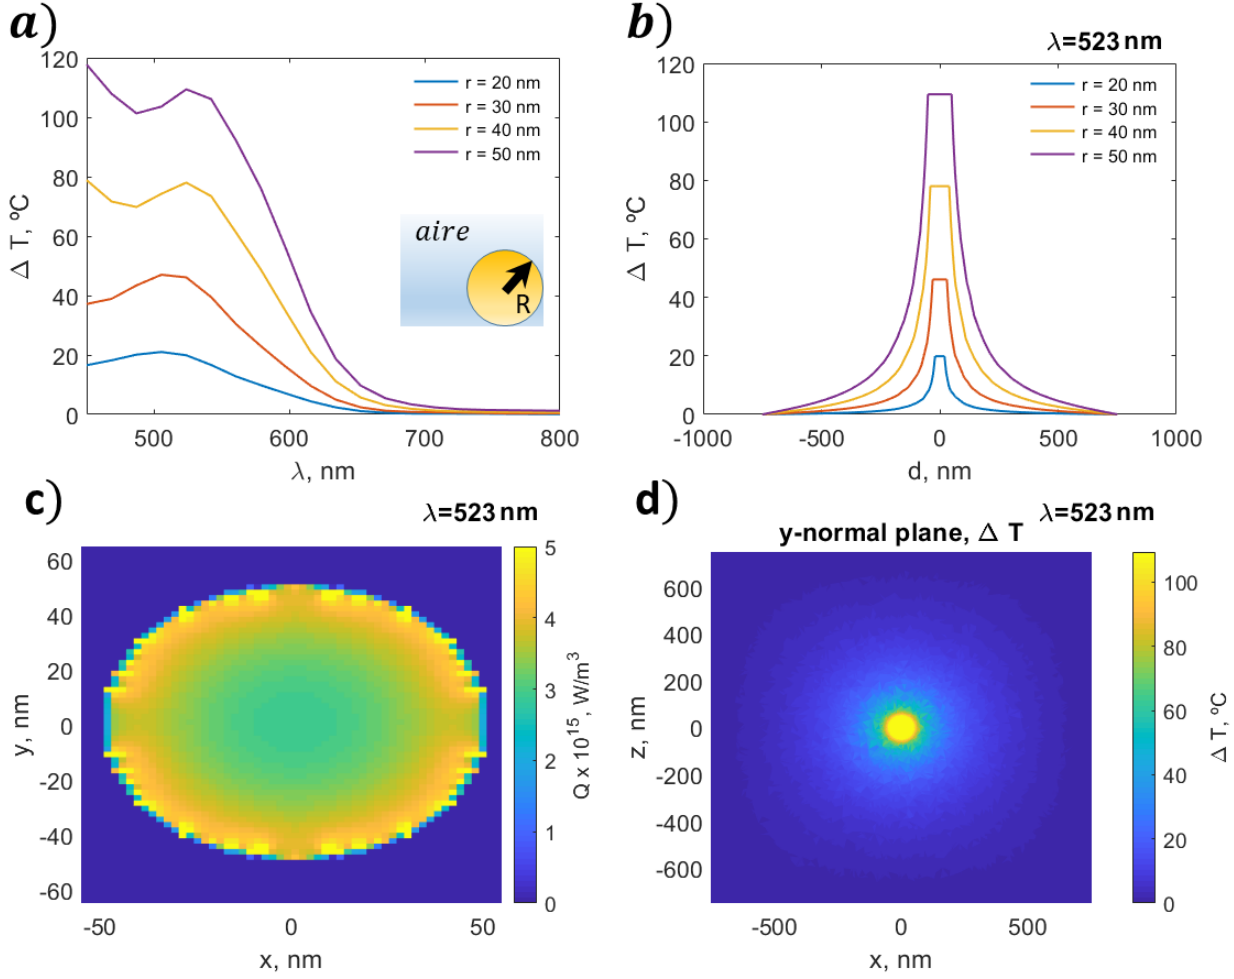 a)
120
100
80
60
40
20
0
Δ T, ºC
500
600
700
800
λ, nm
r = 20 nm
r = 30 nm
r = 40 nm
r = 50 nm
aire
R
b)
λ=523 nm
120
100
80
60
40
20
0
Δ T, ºC
-1000
-500
0
500
1000
d, nm
r = 20 nm
r = 30 nm
r = 40 nm
r = 50 nm
c)
λ=523 nm
60
40
20
0
-20
-40
-60
y, nm
-50
0
50
x, nm
5
4
3
2
1
0
Q x 10¹⁵, W/m³
d)
λ=523 nm
y-normal plane, Δ T
600
400
200
0
-200
-400
-600
z, nm
-500
0
500
x, nm
100
80
60
40
20
0
Δ T, ºC